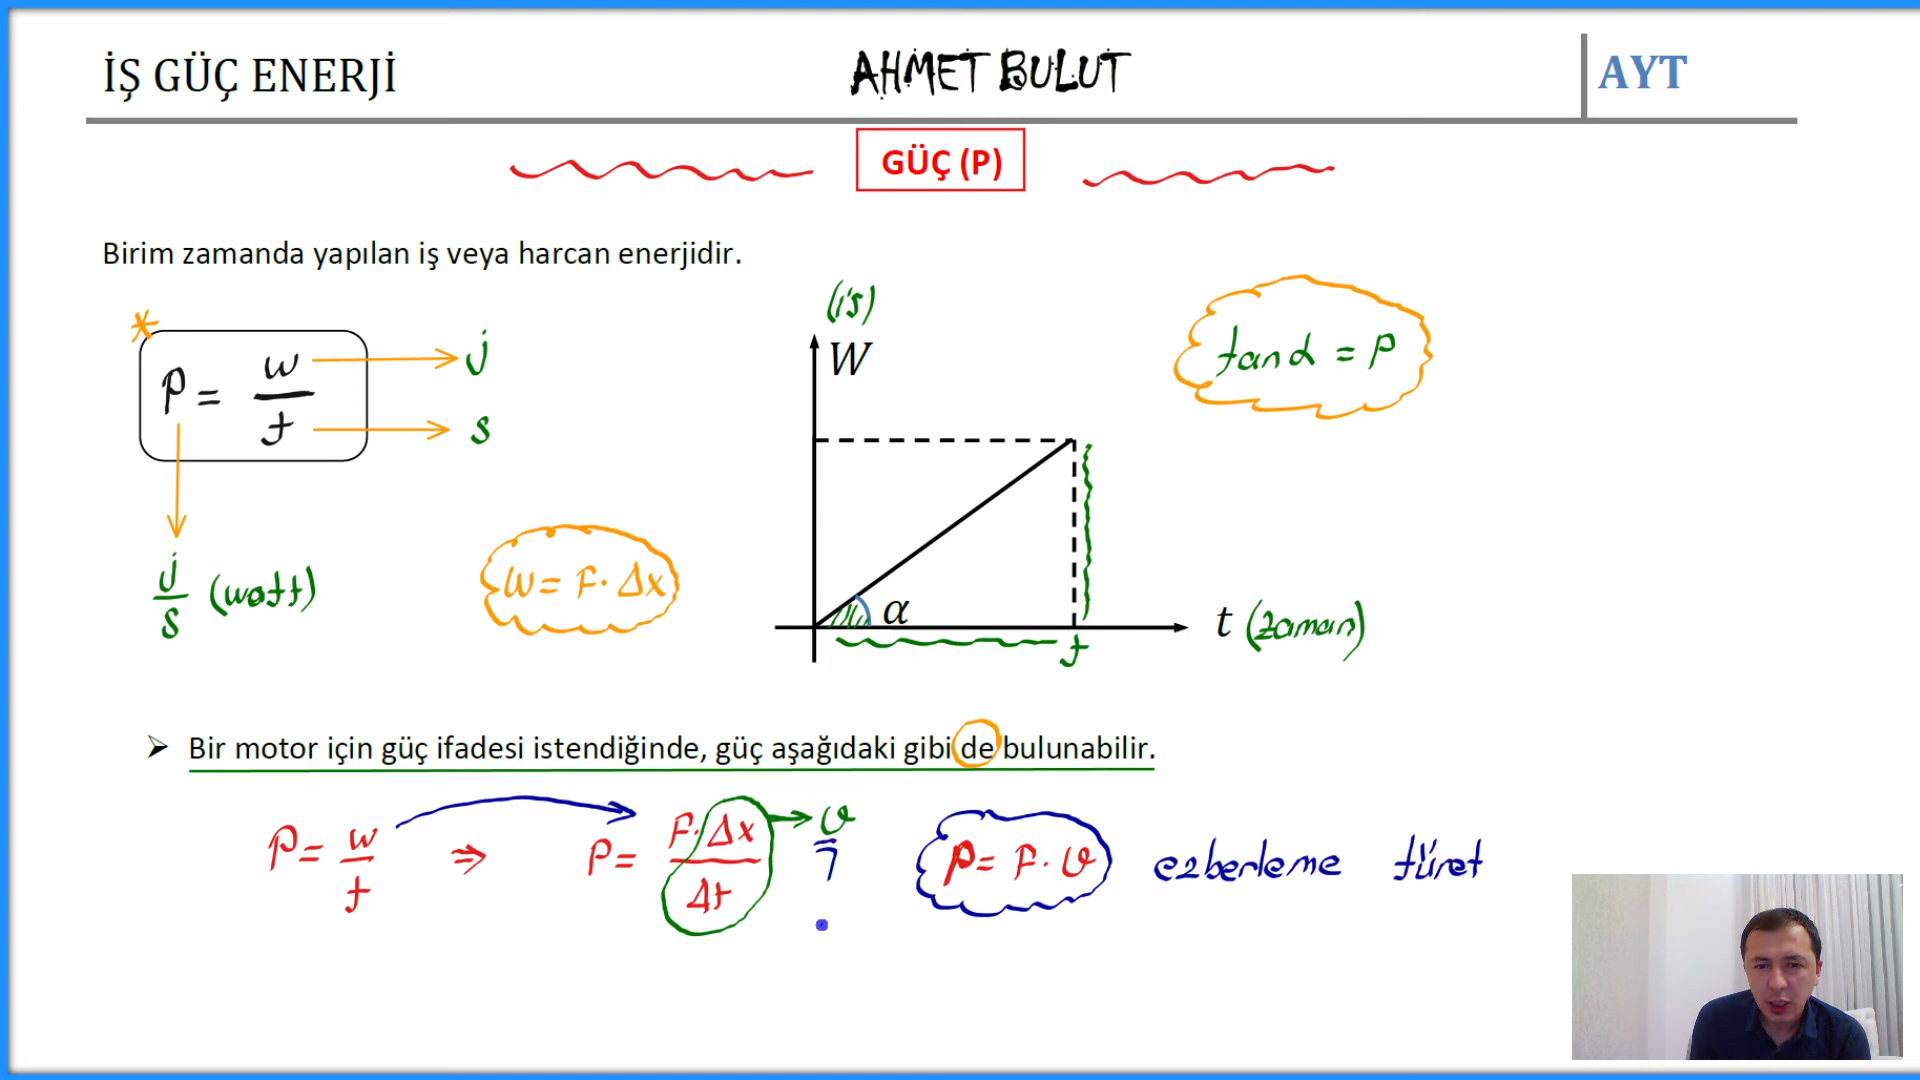 İŞ GÜÇ ENERJİ
AHMET BULUT
AYT
GÜÇ (P)
Birim zamanda yapılan iş veya harcan enerjidir.
(iş)
W
tanα = P
* P = w/t
j
s
j/s (watt)
W = F·Δx
α
t (zaman)
t
➢ Bir motor için güç ifadesi istendiğinde, güç aşağıdaki gibi de bulunabilir.
P = w/t ⇒ P = F·Δx/Δt → v P = F·v ezberleme türet